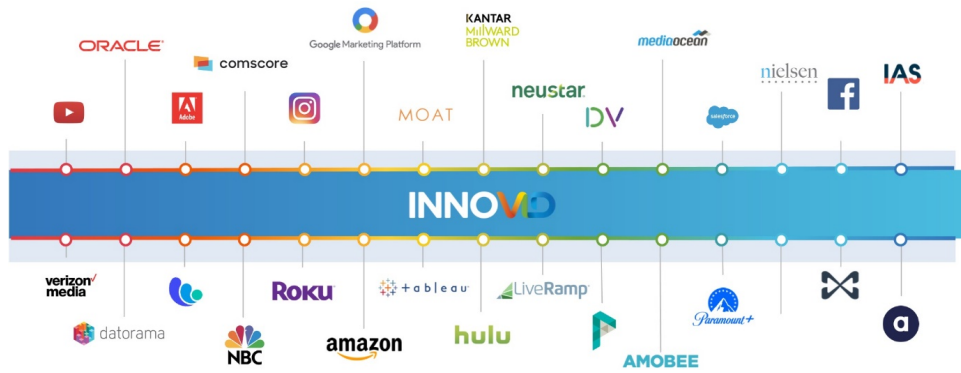 ORACLE
Google Marketing Platform
KANTAR
MILLWARD
BROWN
mediaocean
comscore
nielsen
IAS
Adobe
MOAT
neustar
DV
salesforce
INNOVID
verizon
media
Roku
+ableau
LiveRamp
Paramount+
datorama
NBC
amazon
hulu
AMOBEE
a